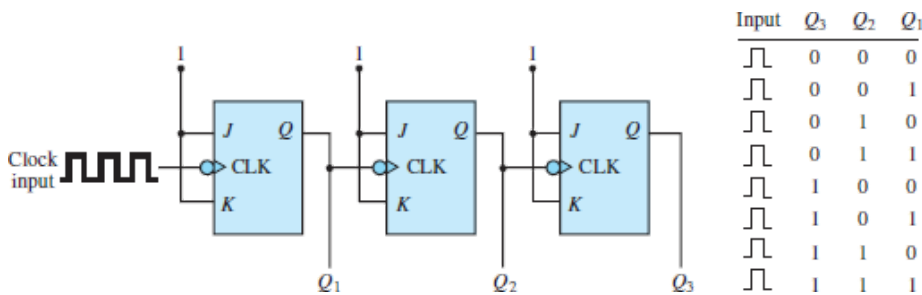 1 1 1
J Q J Q J Q
Clock
input
CLK CLK CLK
K K K
Q1 Q2 Q3
Input Q3 Q2 Q1
0 0 0
0 0 1
0 1 0
0 1 1
1 0 0
1 0 1
1 1 0
1 1 1